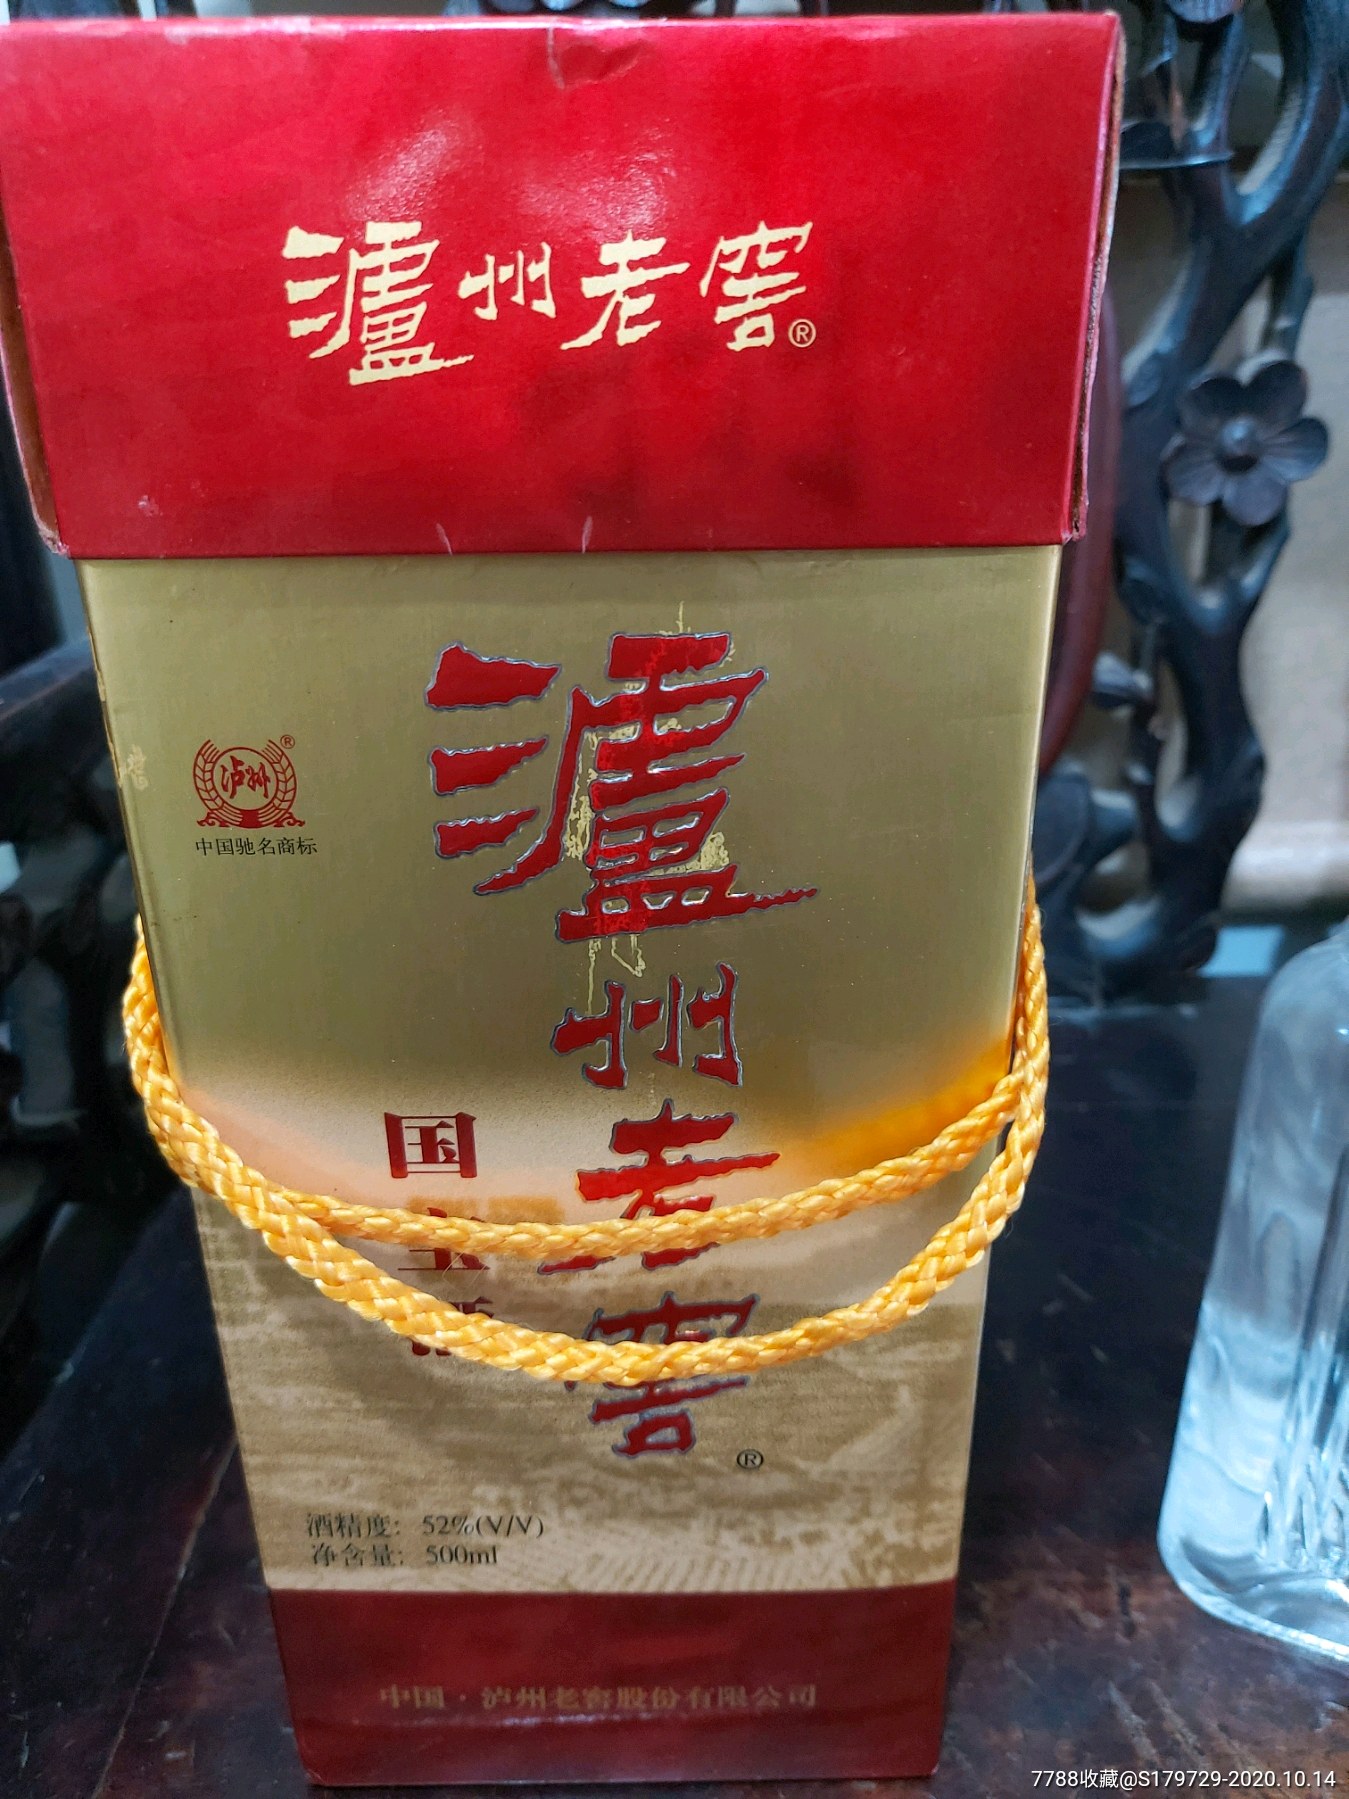 瀘州老窖®
瀘州老窖®
®
泸州
中国驰名商标
国
酒精度: 52%(V/V)
净含量: 500ml
中国·泸州老窖股份有限公司
7788收藏@S179729-2020.10.14